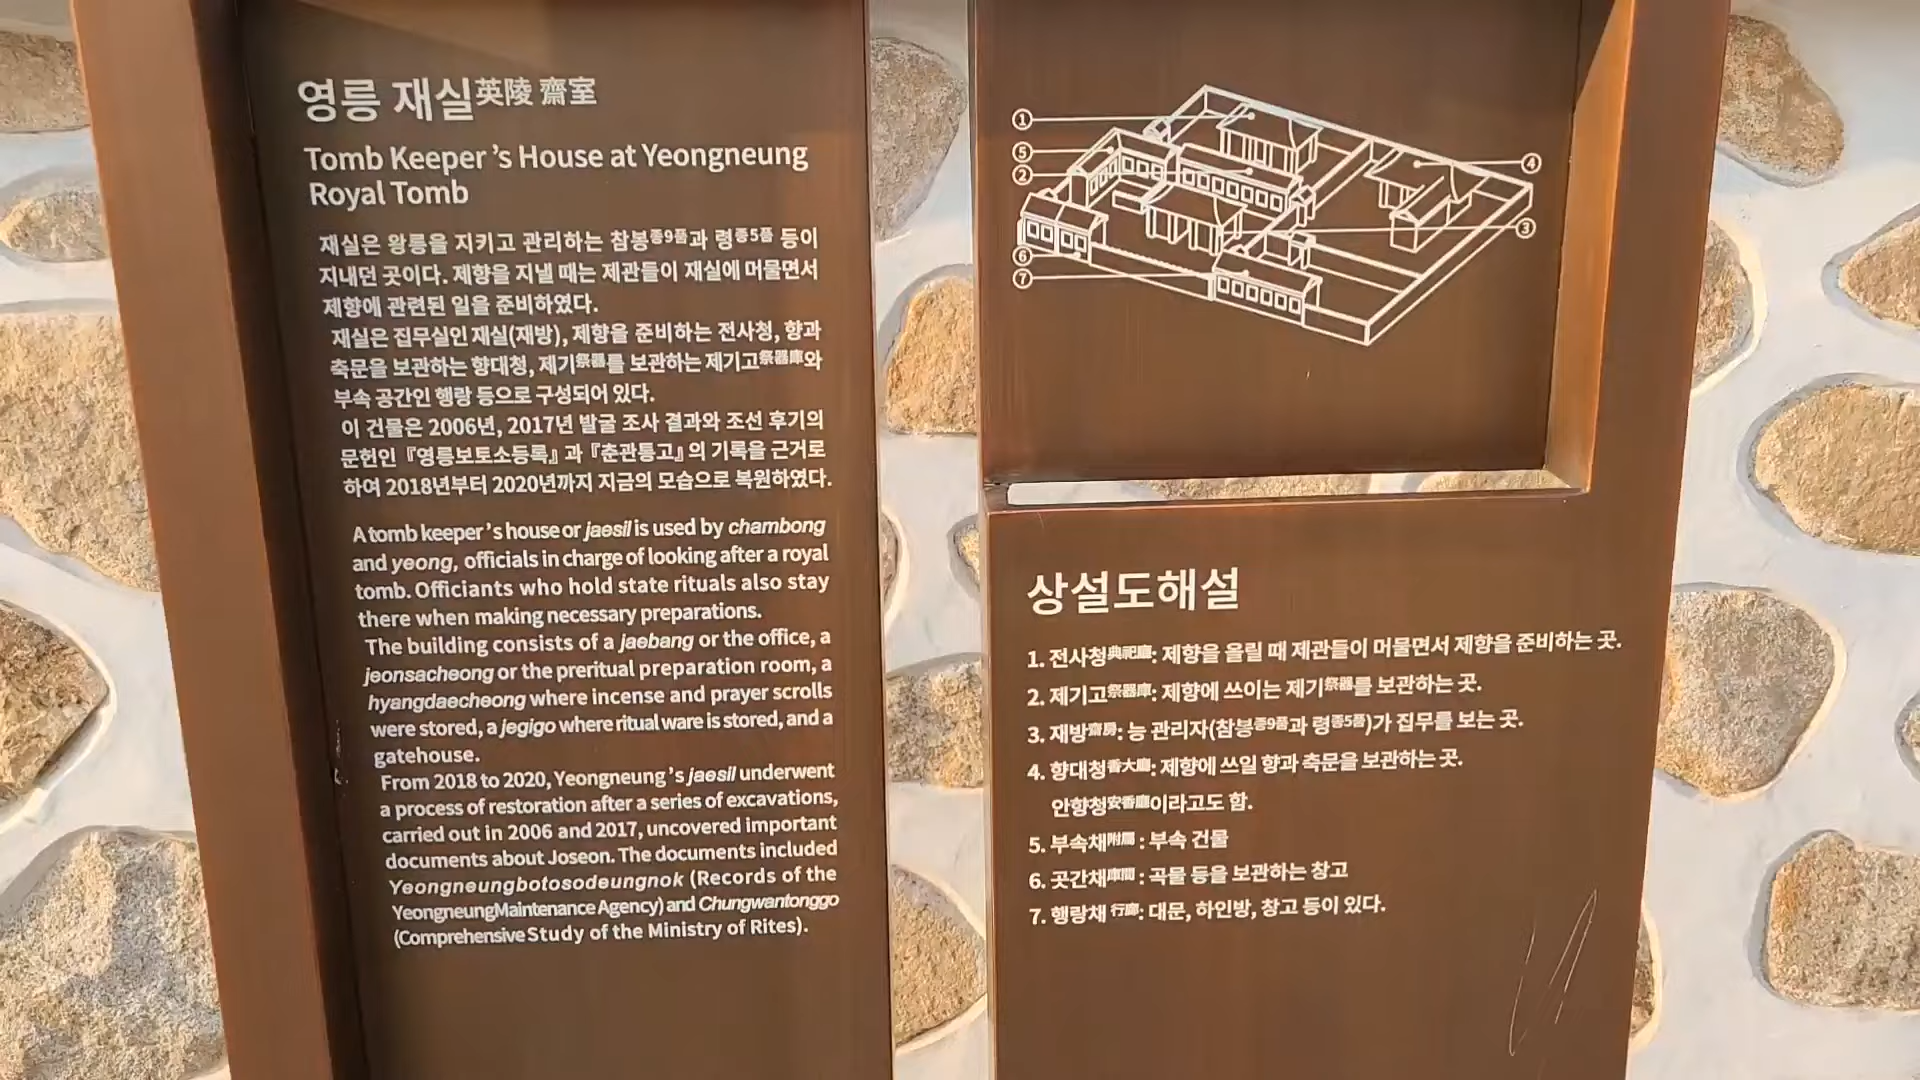 영릉 재실英陵 齋室
Tomb Keeper’s House at Yeongneung
Royal Tomb
재실은 왕릉을 지키고 관리하는 참봉종9품과 령종5품 등이
지내던 곳이다. 제향을 지낼 때는 제관들이 재실에 머물면서
제향에 관련된 일을 준비하였다.
재실은 집무실인 재실(재방), 제향을 준비하는 전사청, 향과
축문을 보관하는 향대청, 제기祭器를 보관하는 제기고祭器庫와
부속 공간인 행랑 등으로 구성되어 있다.
이 건물은 2006년, 2017년 발굴 조사 결과와 조선 후기의
문헌인 『영릉보토소등록』과 『춘관통고』의 기록을 근거로
하여 2018년부터 2020년까지 지금의 모습으로 복원하였다.
A tomb keeper’s house or jaesil is used by chambong
and yeong, officials in charge of looking after a royal
tomb. Officiants who hold state rituals also stay
there when making necessary preparations.
The building consists of a jaebang or the office, a
jeonsacheong or the preritual preparation room, a
hyangdaecheong where incense and prayer scrolls
were stored, a jegigo where ritual ware is stored, and a
gatehouse.
From 2018 to 2020, Yeongneung’s jaesil underwent
a process of restoration after a series of excavations,
carried out in 2006 and 2017, uncovered important
documents about Joseon. The documents included
Yeongneungbotosodeungnok (Records of the
Yeongneung Maintenance Agency) and Chungwantonggo
(Comprehensive Study of the Ministry of Rites).
①
⑤
②
⑥
⑦
④
③
상설도해설
1. 전사청典祀廳: 제향을 올릴 때 제관들이 머물면서 제향을 준비하는 곳.
2. 제기고祭器庫: 제향에 쓰이는 제기祭器를 보관하는 곳.
3. 재방齋房: 능 관리자(참봉종9품과 령종5품)가 집무를 보는 곳.
4. 향대청香大廳: 제향에 쓰일 향과 축문을 보관하는 곳.
안향청安香廳이라고도 함.
5. 부속채附屬 : 부속 건물
6. 곳간채庫間 : 곡물 등을 보관하는 창고
7. 행랑채 行廊: 대문, 하인방, 창고 등이 있다.